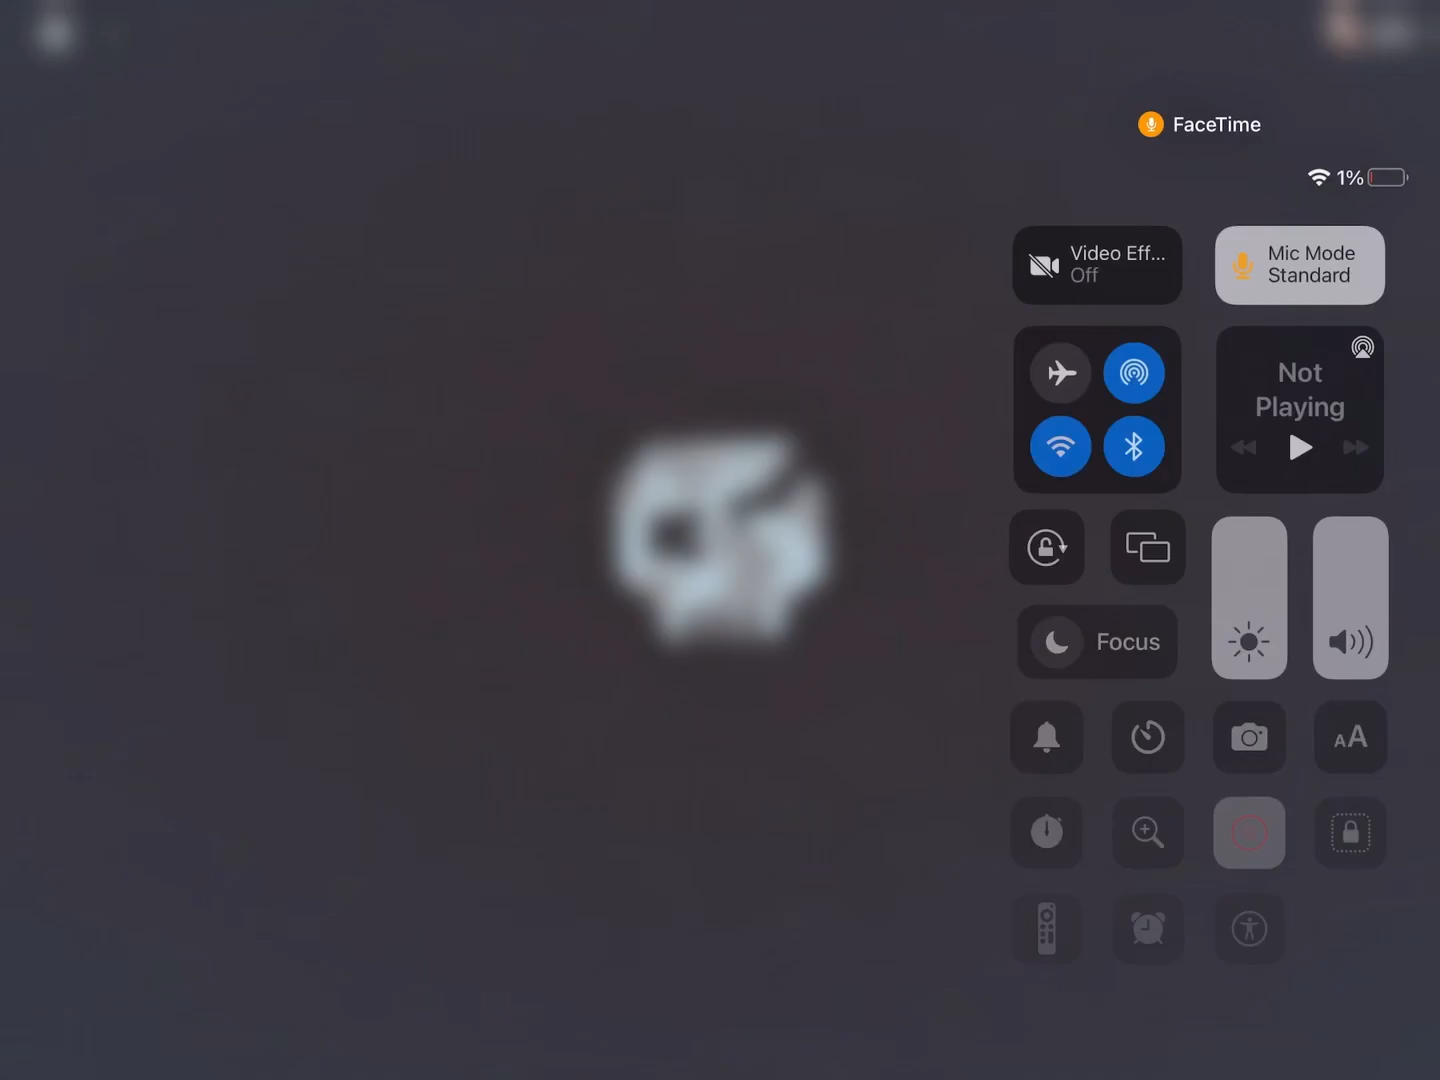 FaceTime
1%
Video Eff...
Off
Mic Mode
Standard
Not
Playing
Focus
AA